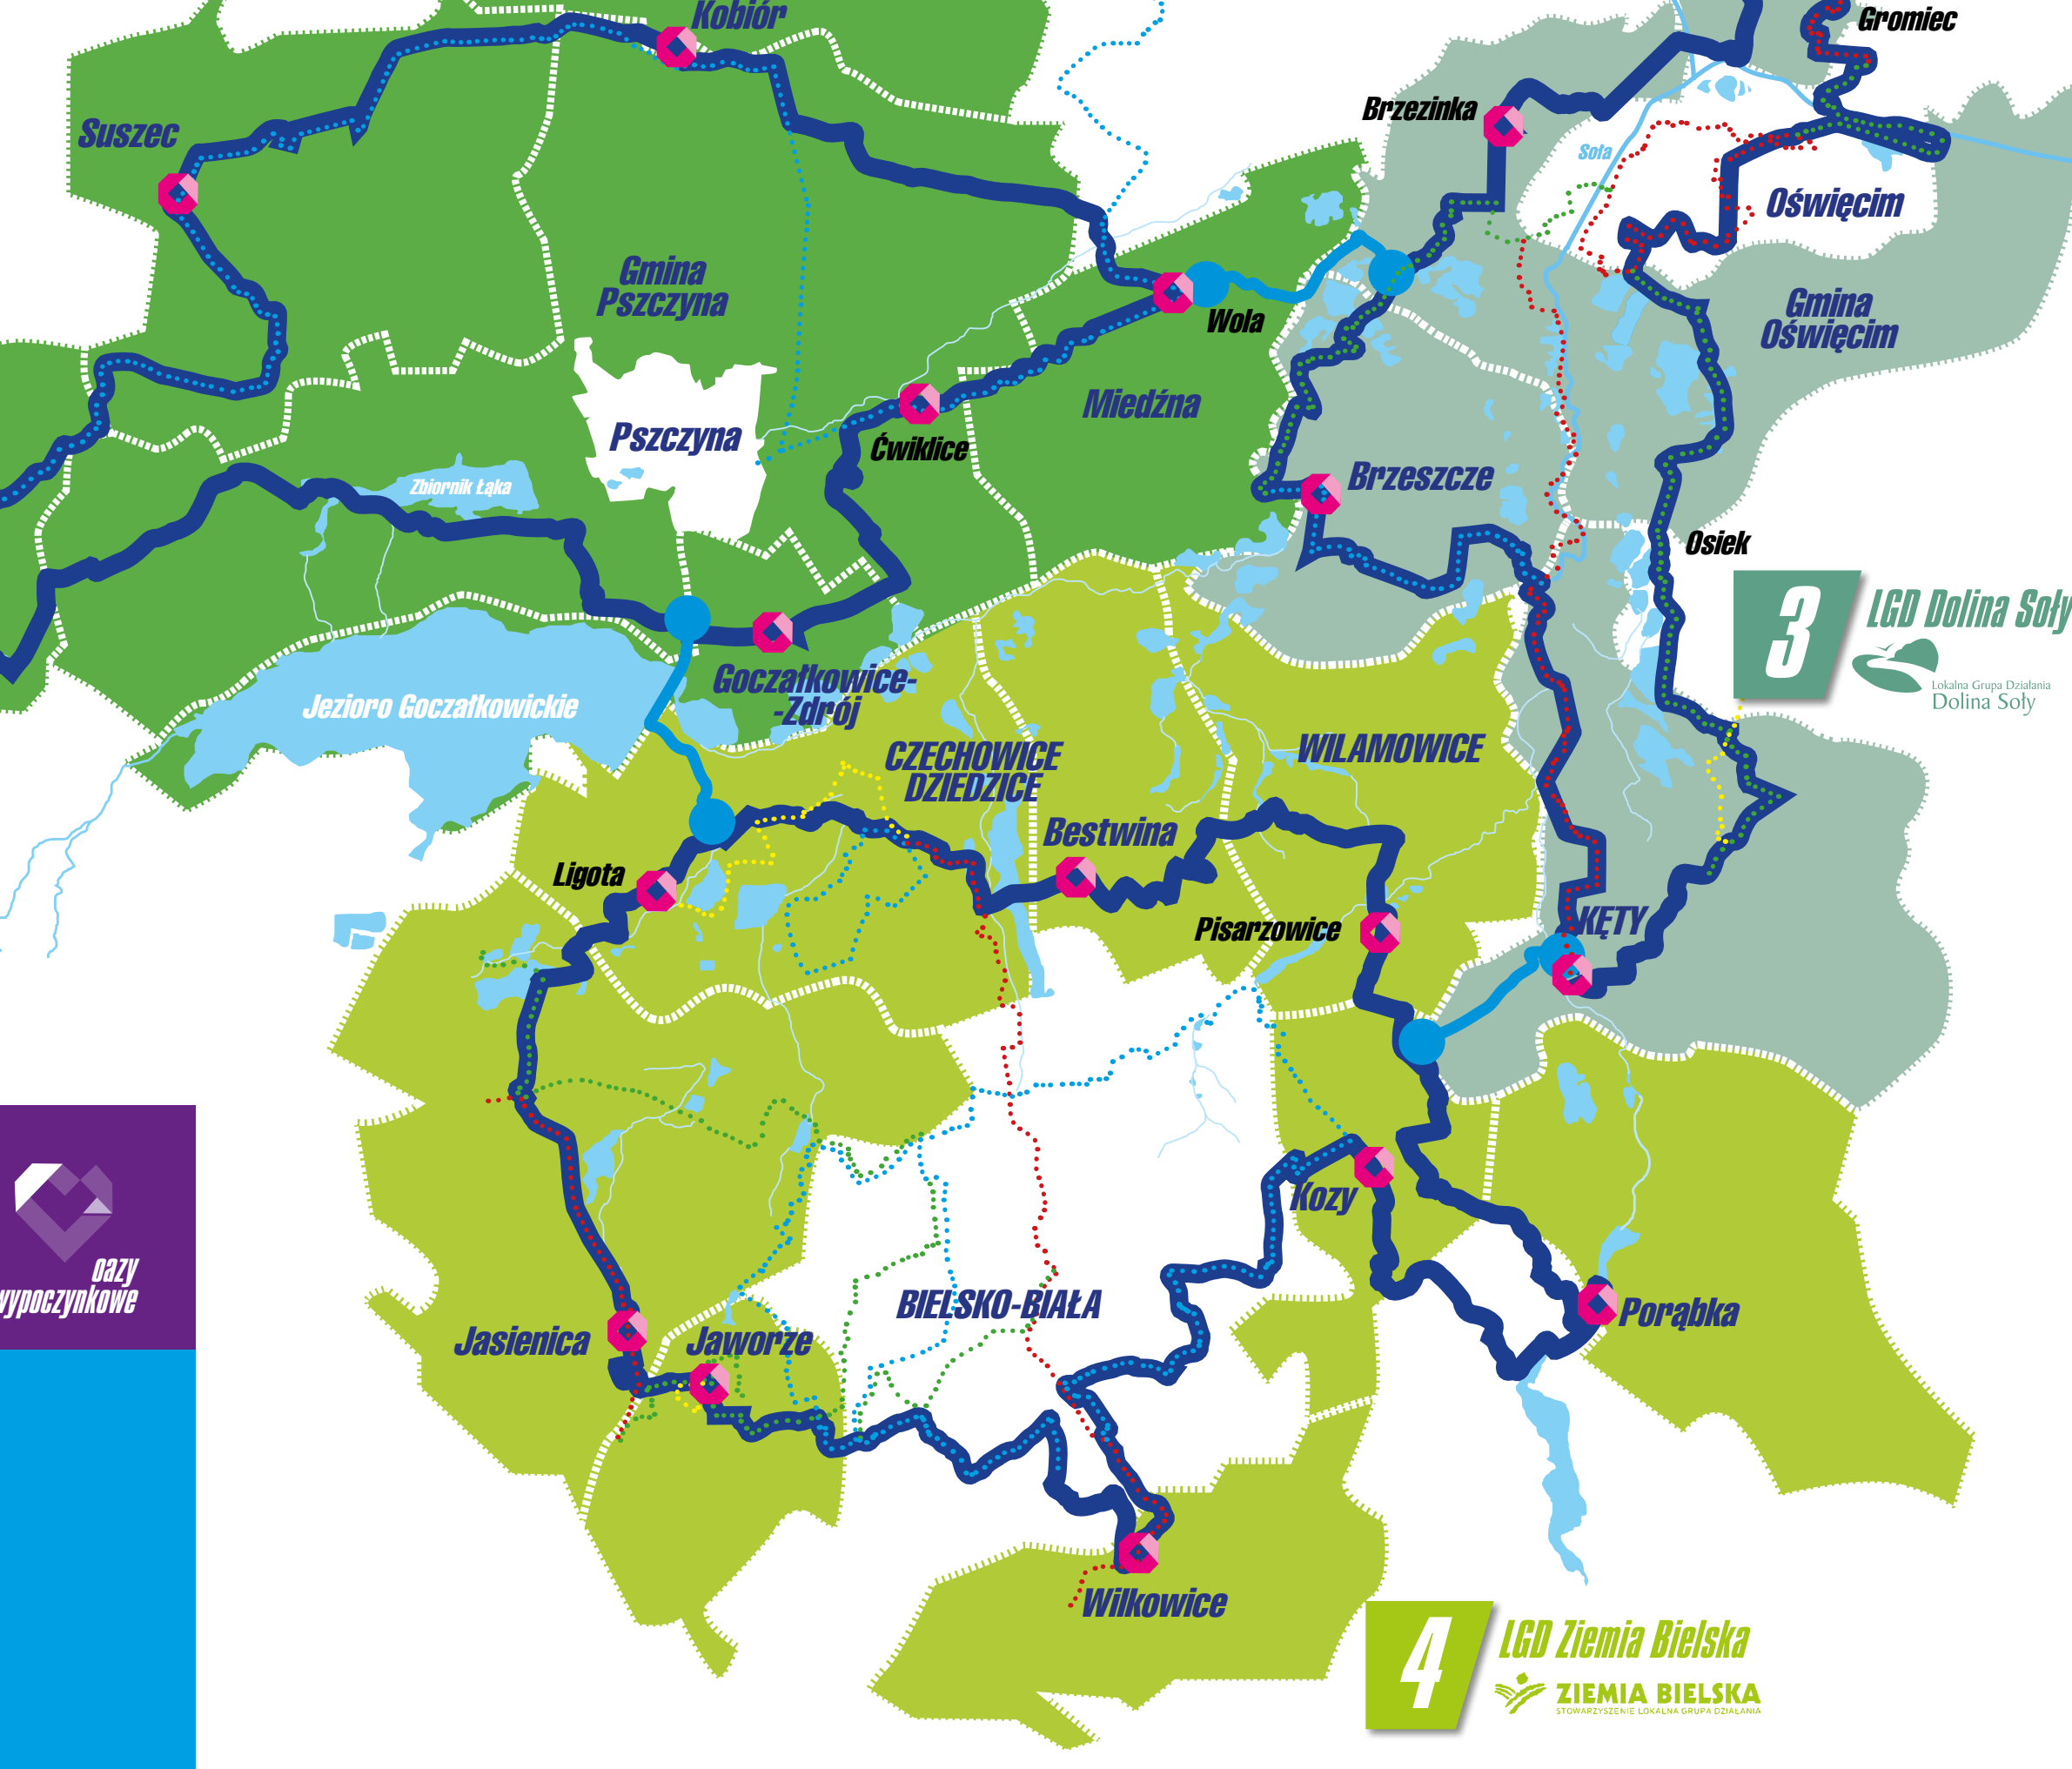 Kobiór
Gromiec
Suszec
Brzezinka
Soła
Oświęcim
Gmina
Pszczyna
Gmina
Oświęcim
Wola
Miedźna
Pszczyna
Ćwiklice
Brzeszcze
Zbiornik Łąka
Osiek
3
LGD Dolina Soły
Lokalna Grupa Działania
Dolina Soły
Goczałkowice-
-Zdrój
Jezioro Goczałkowickie
CZECHOWICE
DZIEDZICE
WILAMOWICE
Bestwina
Ligota
KĘTY
Pisarzowice
Kozy
oazy
wypoczynkowe
BIELSKO-BIAŁA
Porąbka
Jasienica
Jaworze
Wilkowice
4
LGD Ziemia Bielska
ZIEMIA BIELSKA
STOWARZYSZENIE LOKALNA GRUPA DZIAŁANIA